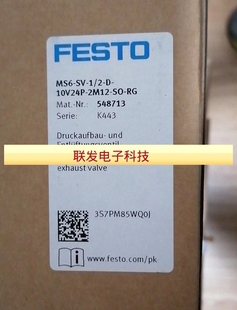 FESTO
MS6-SV-1/2-D-
10V24P-2M12-SO-RG
Mat.-Nr.: 548713
Serie: K443
Druckaufbau- und
Entlüftungsventil
联发电子科技
exhaust valve
3S7PM85WQ0J
www.festo.com/pk